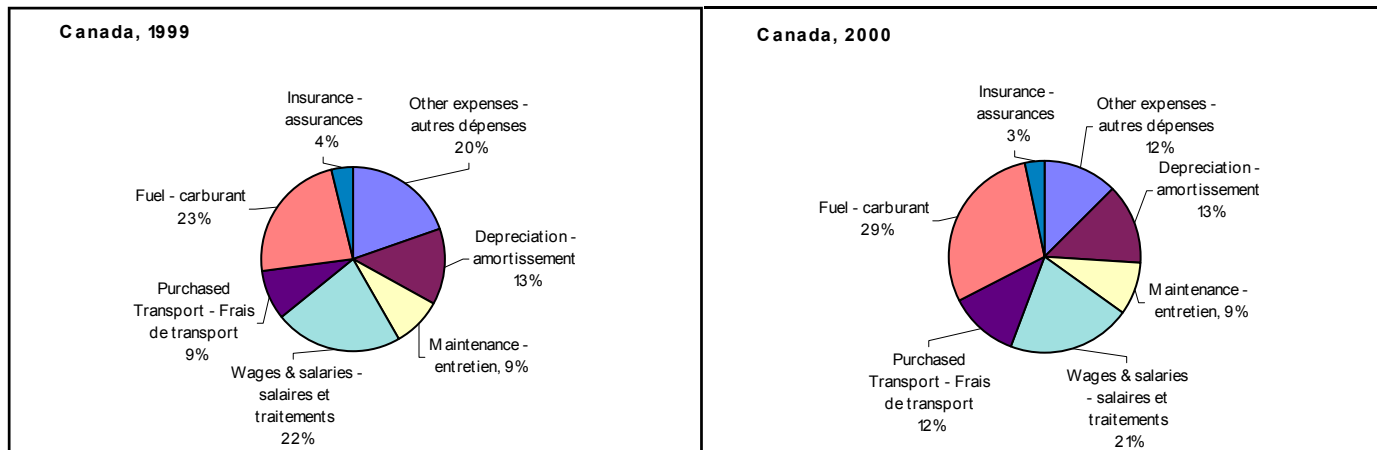 Canada, 1999
Insurance -
assurances
4%
Other expenses -
autres dépenses
20%
Fuel - carburant
23%
Depreciation -
amortissement
13%
Purchased
Transport - Frais
de transport
9%
Maintenance -
entretien, 9%
Wages & salaries -
salaires et
traitements
22%
Canada, 2000
Insurance -
assurances
3%
Other expenses -
autres dépenses
12%
Depreciation -
amortissement
13%
Fuel - carburant
29%
Maintenance -
entretien, 9%
Purchased
Transport - Frais
de transport
12%
Wages & salaries
- salaires et
traitements
21%